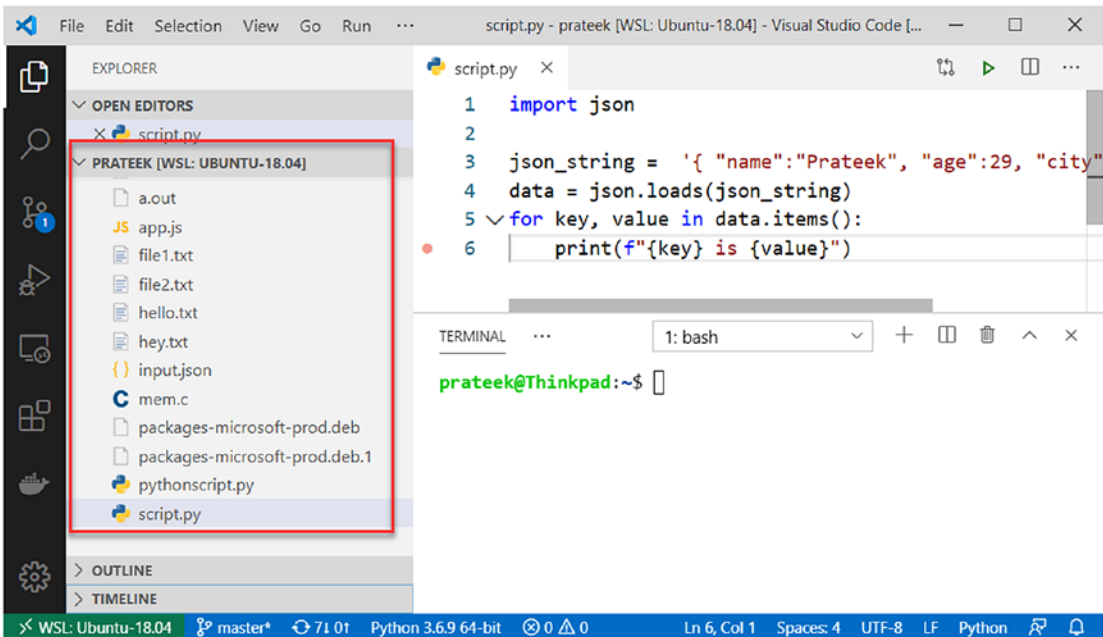 File Edit Selection View Go Run ··· script.py - prateek [WSL: Ubuntu-18.04] - Visual Studio Code [...
EXPLORER
OPEN EDITORS
script.py
PRATEEK [WSL: UBUNTU-18.04]
a.out
JS app.js
file1.txt
file2.txt
hello.txt
hey.txt
{} input.json
C mem.c
packages-microsoft-prod.deb
packages-microsoft-prod.deb.1
pythonscript.py
script.py
OUTLINE
TIMELINE
script.py
1 import json
2
3 json_string = '{ "name":"Prateek", "age":29, "city"
4 data = json.loads(json_string)
5 for key, value in data.items():
6 print(f"{key} is {value}")
TERMINAL ··· 1: bash
prateek@Thinkpad:~$
1
WSL: Ubuntu-18.04 master* 7↓ 0↑ Python 3.6.9 64-bit 0 0 Ln 6, Col 1 Spaces: 4 UTF-8 LF Python